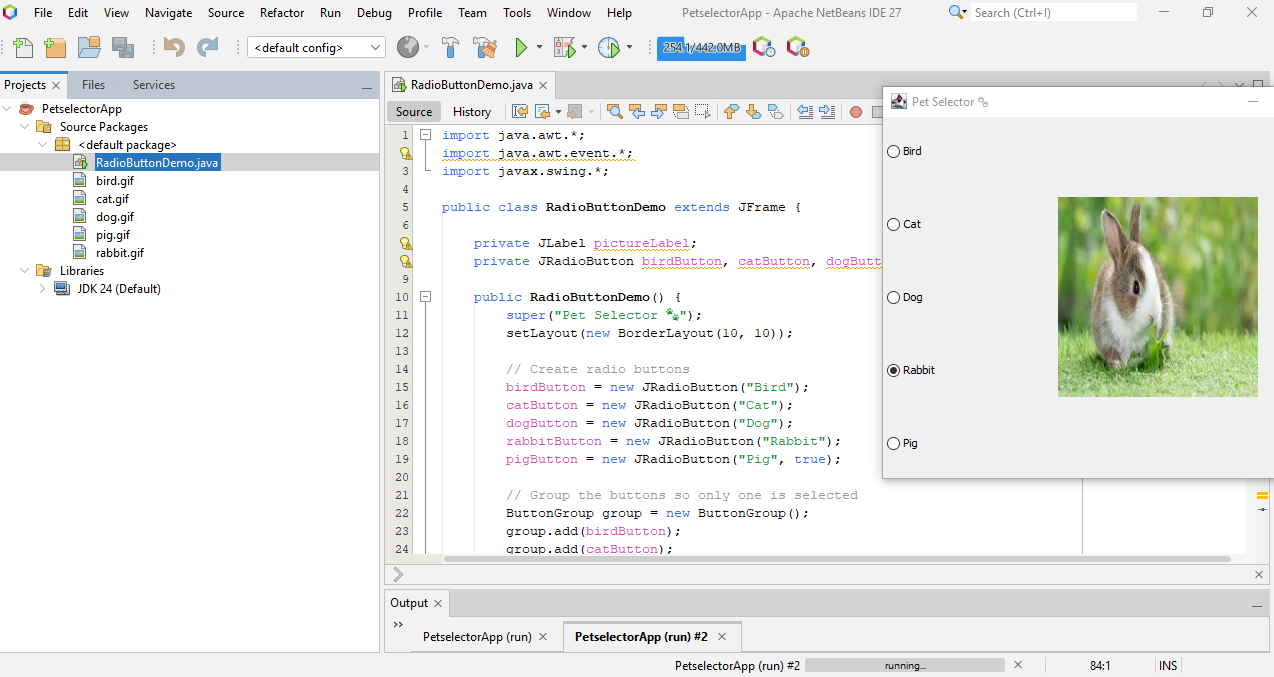 File Edit View Navigate Source Refactor Run Debug Profile Team Tools Window Help PetselectorApp - Apache NetBeans IDE 27 Search (Ctrl+I)
<default config> 254.1/442.0MB
Projects Files Services
PetselectorApp
Source Packages
<default package>
RadioButtonDemo.java
bird.gif
cat.gif
dog.gif
pig.gif
rabbit.gif
Libraries
JDK 24 (Default)
RadioButtonDemo.java
Source History
1 import java.awt.*;
import java.awt.event.*;
3 import javax.swing.*;
4
5 public class RadioButtonDemo extends JFrame {
6
private JLabel pictureLabel;
private JRadioButton birdButton, catButton, dogButt
9
10 public RadioButtonDemo() {
11 super("Pet Selector 🐾");
12 setLayout(new BorderLayout(10, 10));
13
14 // Create radio buttons
15 birdButton = new JRadioButton("Bird");
16 catButton = new JRadioButton("Cat");
17 dogButton = new JRadioButton("Dog");
18 rabbitButton = new JRadioButton("Rabbit");
19 pigButton = new JRadioButton("Pig", true);
20
21 // Group the buttons so only one is selected
22 ButtonGroup group = new ButtonGroup();
23 group.add(birdButton);
24 group.add(catButton);
Pet Selector 🐾
Bird
Cat
Dog
Rabbit
Pig
Output
PetselectorApp (run) PetselectorApp (run) #2
PetselectorApp (run) #2 running... 84:1 INS